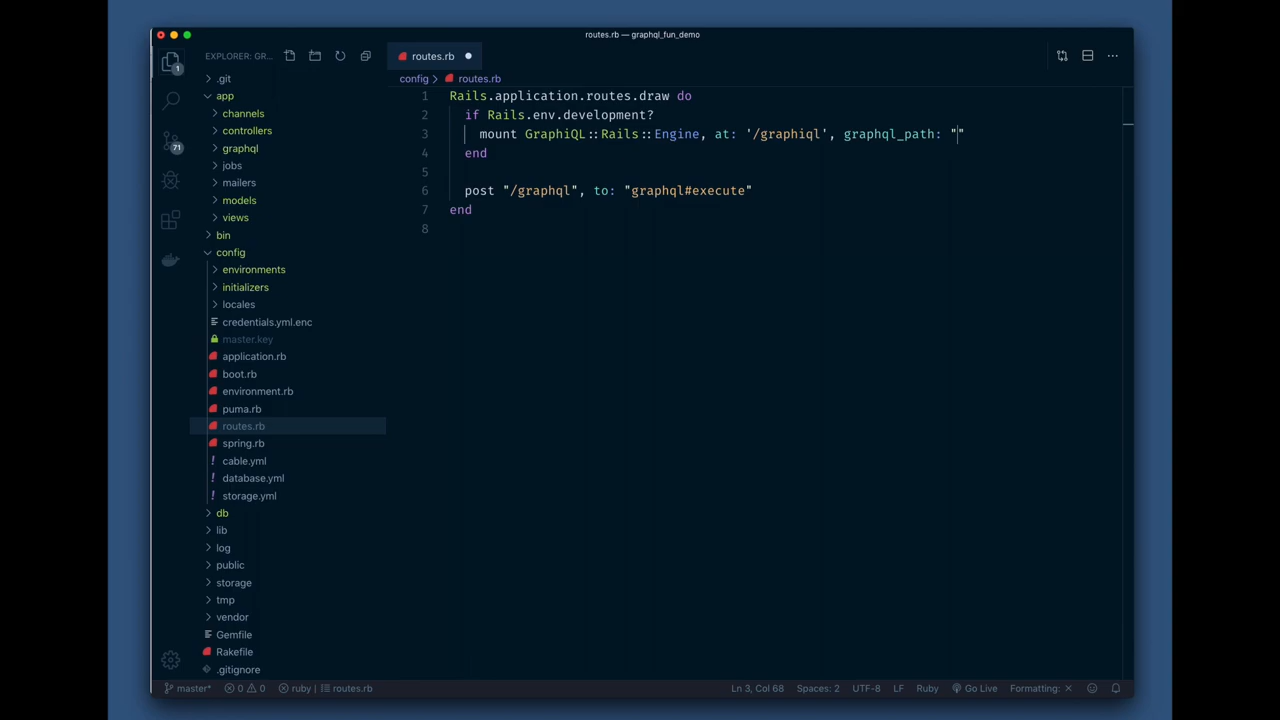 routes.rb — graphql_fun_demo
EXPLORER: GR...
routes.rb
config > routes.rb
1
.git
app
channels
controllers
graphql
jobs
mailers
models
views
bin
config
environments
initializers
locales
credentials.yml.enc
master.key
application.rb
boot.rb
environment.rb
puma.rb
routes.rb
spring.rb
cable.yml
database.yml
storage.yml
db
lib
log
public
storage
tmp
vendor
Gemfile
Rakefile
.gitignore
71
1 Rails.application.routes.draw do
2 if Rails.env.development?
3 mount GraphiQL::Rails::Engine, at: '/graphiql', graphql_path: ""
4 end
5
6 post "/graphql", to: "graphql#execute"
7 end
8
master* 0 0 ruby | routes.rb
Ln 3, Col 68 Spaces: 2 UTF-8 LF Ruby Go Live Formatting: ×